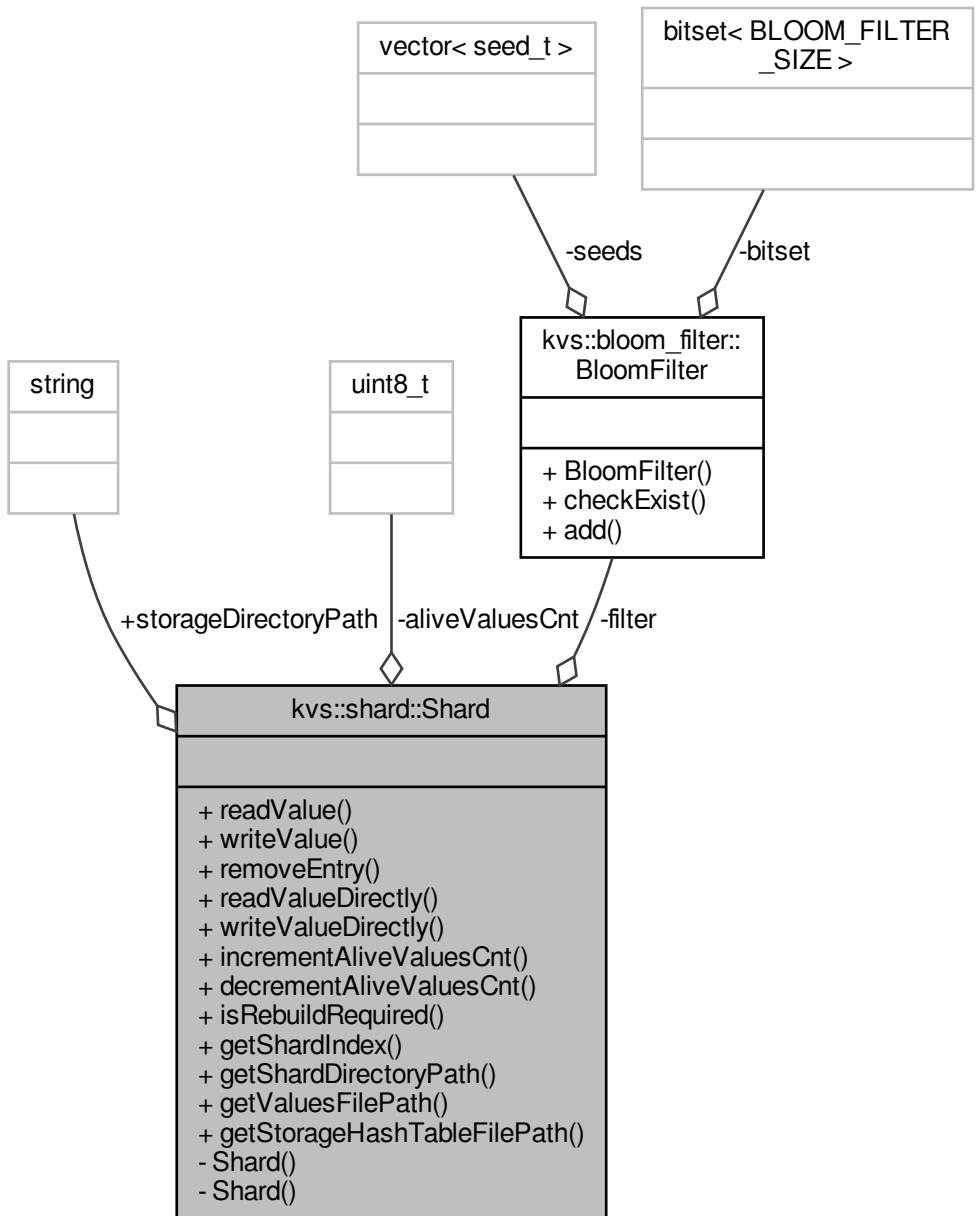 vector< seed_t >
bitset< BLOOM_FILTER
_SIZE >
-seeds
-bitset
kvs::bloom_filter::
BloomFilter
+ BloomFilter()
+ checkExist()
+ add()
string
uint8_t
+storageDirectoryPath
-aliveValuesCnt
-filter
kvs::shard::Shard
+ readValue()
+ writeValue()
+ removeEntry()
+ readValueDirectly()
+ writeValueDirectly()
+ incrementAliveValuesCnt()
+ decrementAliveValuesCnt()
+ isRebuildRequired()
+ getShardIndex()
+ getShardDirectoryPath()
+ getValuesFilePath()
+ getStorageHashTableFilePath()
- Shard()
- Shard()